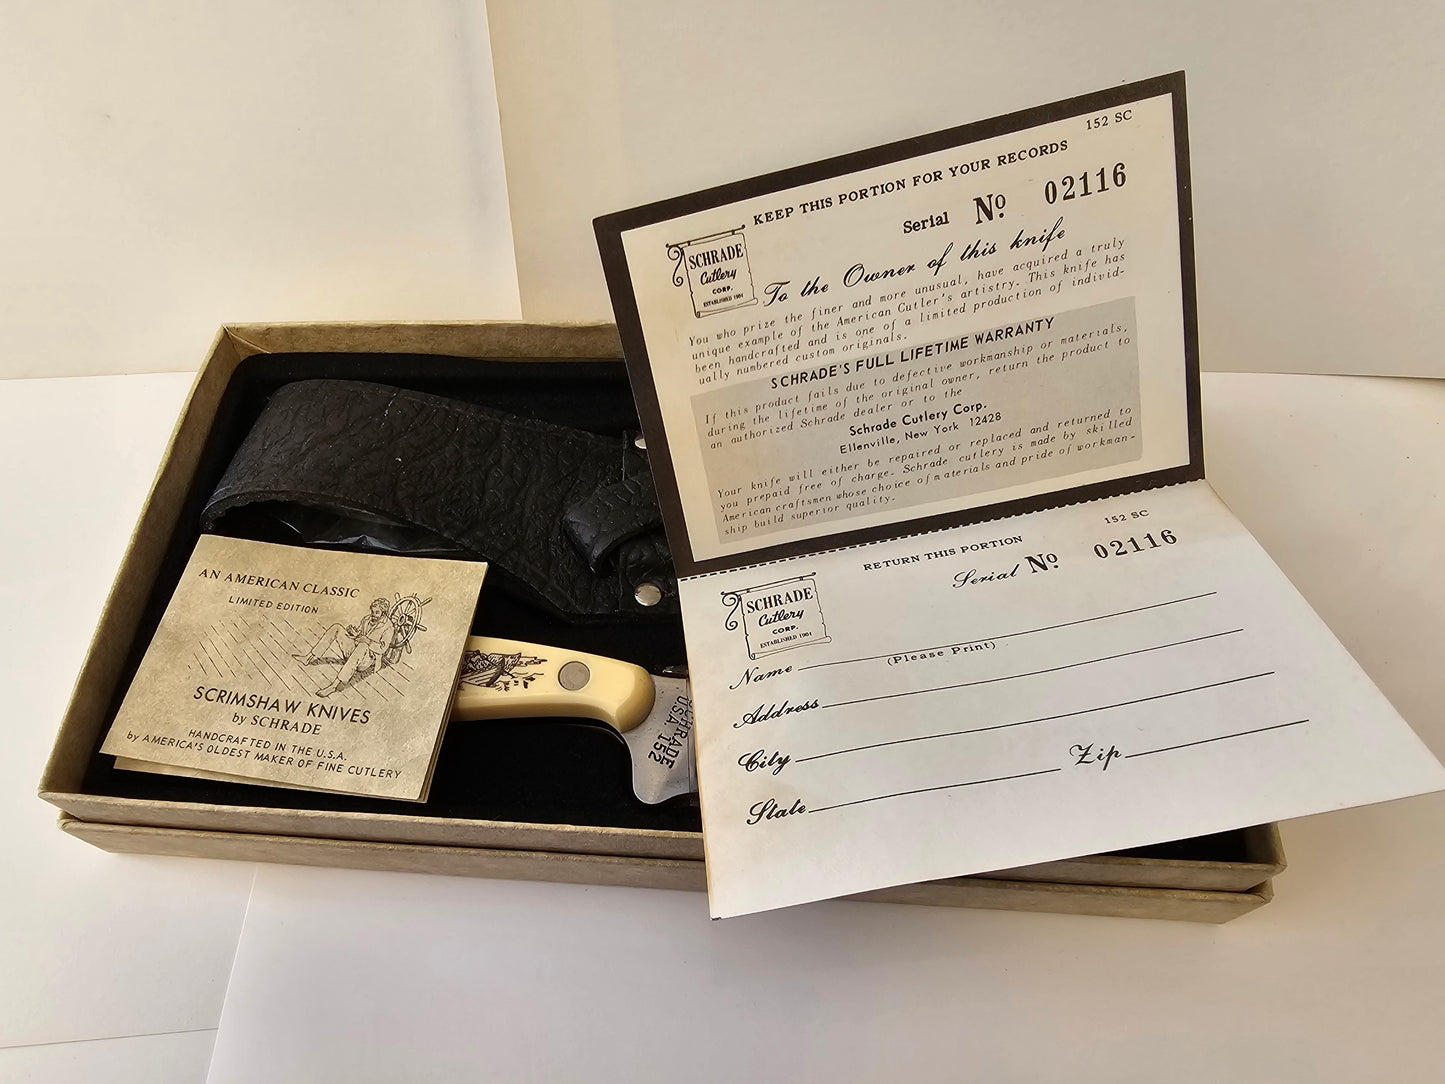 152 SC
KEEP THIS PORTION FOR YOUR RECORDS
Serial Nº 02116
SCHRADE
Cutlery
CORP.
ESTABLISHED 1904
To the Owner of this knife
You who prize the finer and more unusual, have acquired a truly
unique example of the American Cutler's artistry. This knife has
been handcrafted and is one of a limited production of individ-
ually numbered custom originals.
SCHRADE'S FULL LIFETIME WARRANTY
If this product fails due to defective workmanship or materials,
during the lifetime of the original owner, return the product to
an authorized Schrade dealer or to the
Schrade Cutlery Corp.
Ellenville, New York 12428
Your knife will either be repaired or replaced and returned to
you prepaid free of charge. Schrade cutlery is made by skilled
American craftsmen whose choice of materials and pride of workman-
ship build superior quality.
152 SC
RETURN THIS PORTION
Serial Nº 02116
SCHRADE
Cutlery
CORP.
ESTABLISHED 1904
Name
(Please Print)
Address
City
Zip
State
AN AMERICAN CLASSIC
LIMITED EDITION
SCRIMSHAW KNIVES
by SCHRADE
HANDCRAFTED IN THE U.S.A.
by AMERICA'S OLDEST MAKER OF FINE CUTLERY
SCHRADE
U.S.A. 152